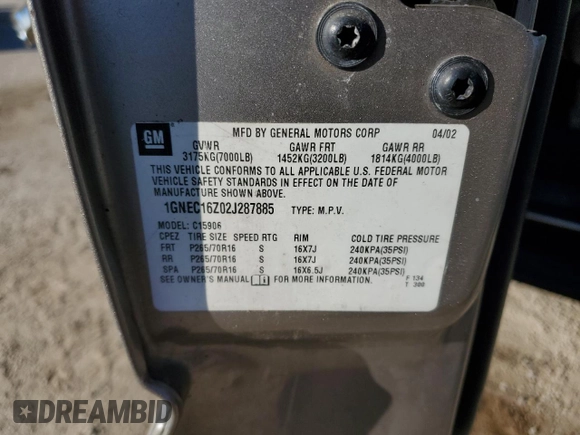 GM
MFD BY GENERAL MOTORS CORP 04/02
GVWR GAWR FRT GAWR RR
3175KG(7000LB) 1452KG(3200LB) 1814KG(4000LB)
THIS VEHICLE CONFORMS TO ALL APPLICABLE U.S. FEDERAL MOTOR
VEHICLE SAFETY STANDARDS IN EFFECT ON THE DATE OF
MANUFACTURE SHOWN ABOVE.
1GNEC16Z02J287885 TYPE: M.P.V.
MODEL: C15906
CPEZ TIRE SIZE SPEED RTG RIM COLD TIRE PRESSURE
FRT P265/70R16 S 16X7J 240KPA(35PSI)
RR P265/70R16 S 16X7J 240KPA(35PSI)
SPA P265/70R16 S 16X6.5J 240KPA(35PSI)
SEE OWNER'S MANUAL FOR MORE INFORMATION. F 134
T 300
DREAMBID